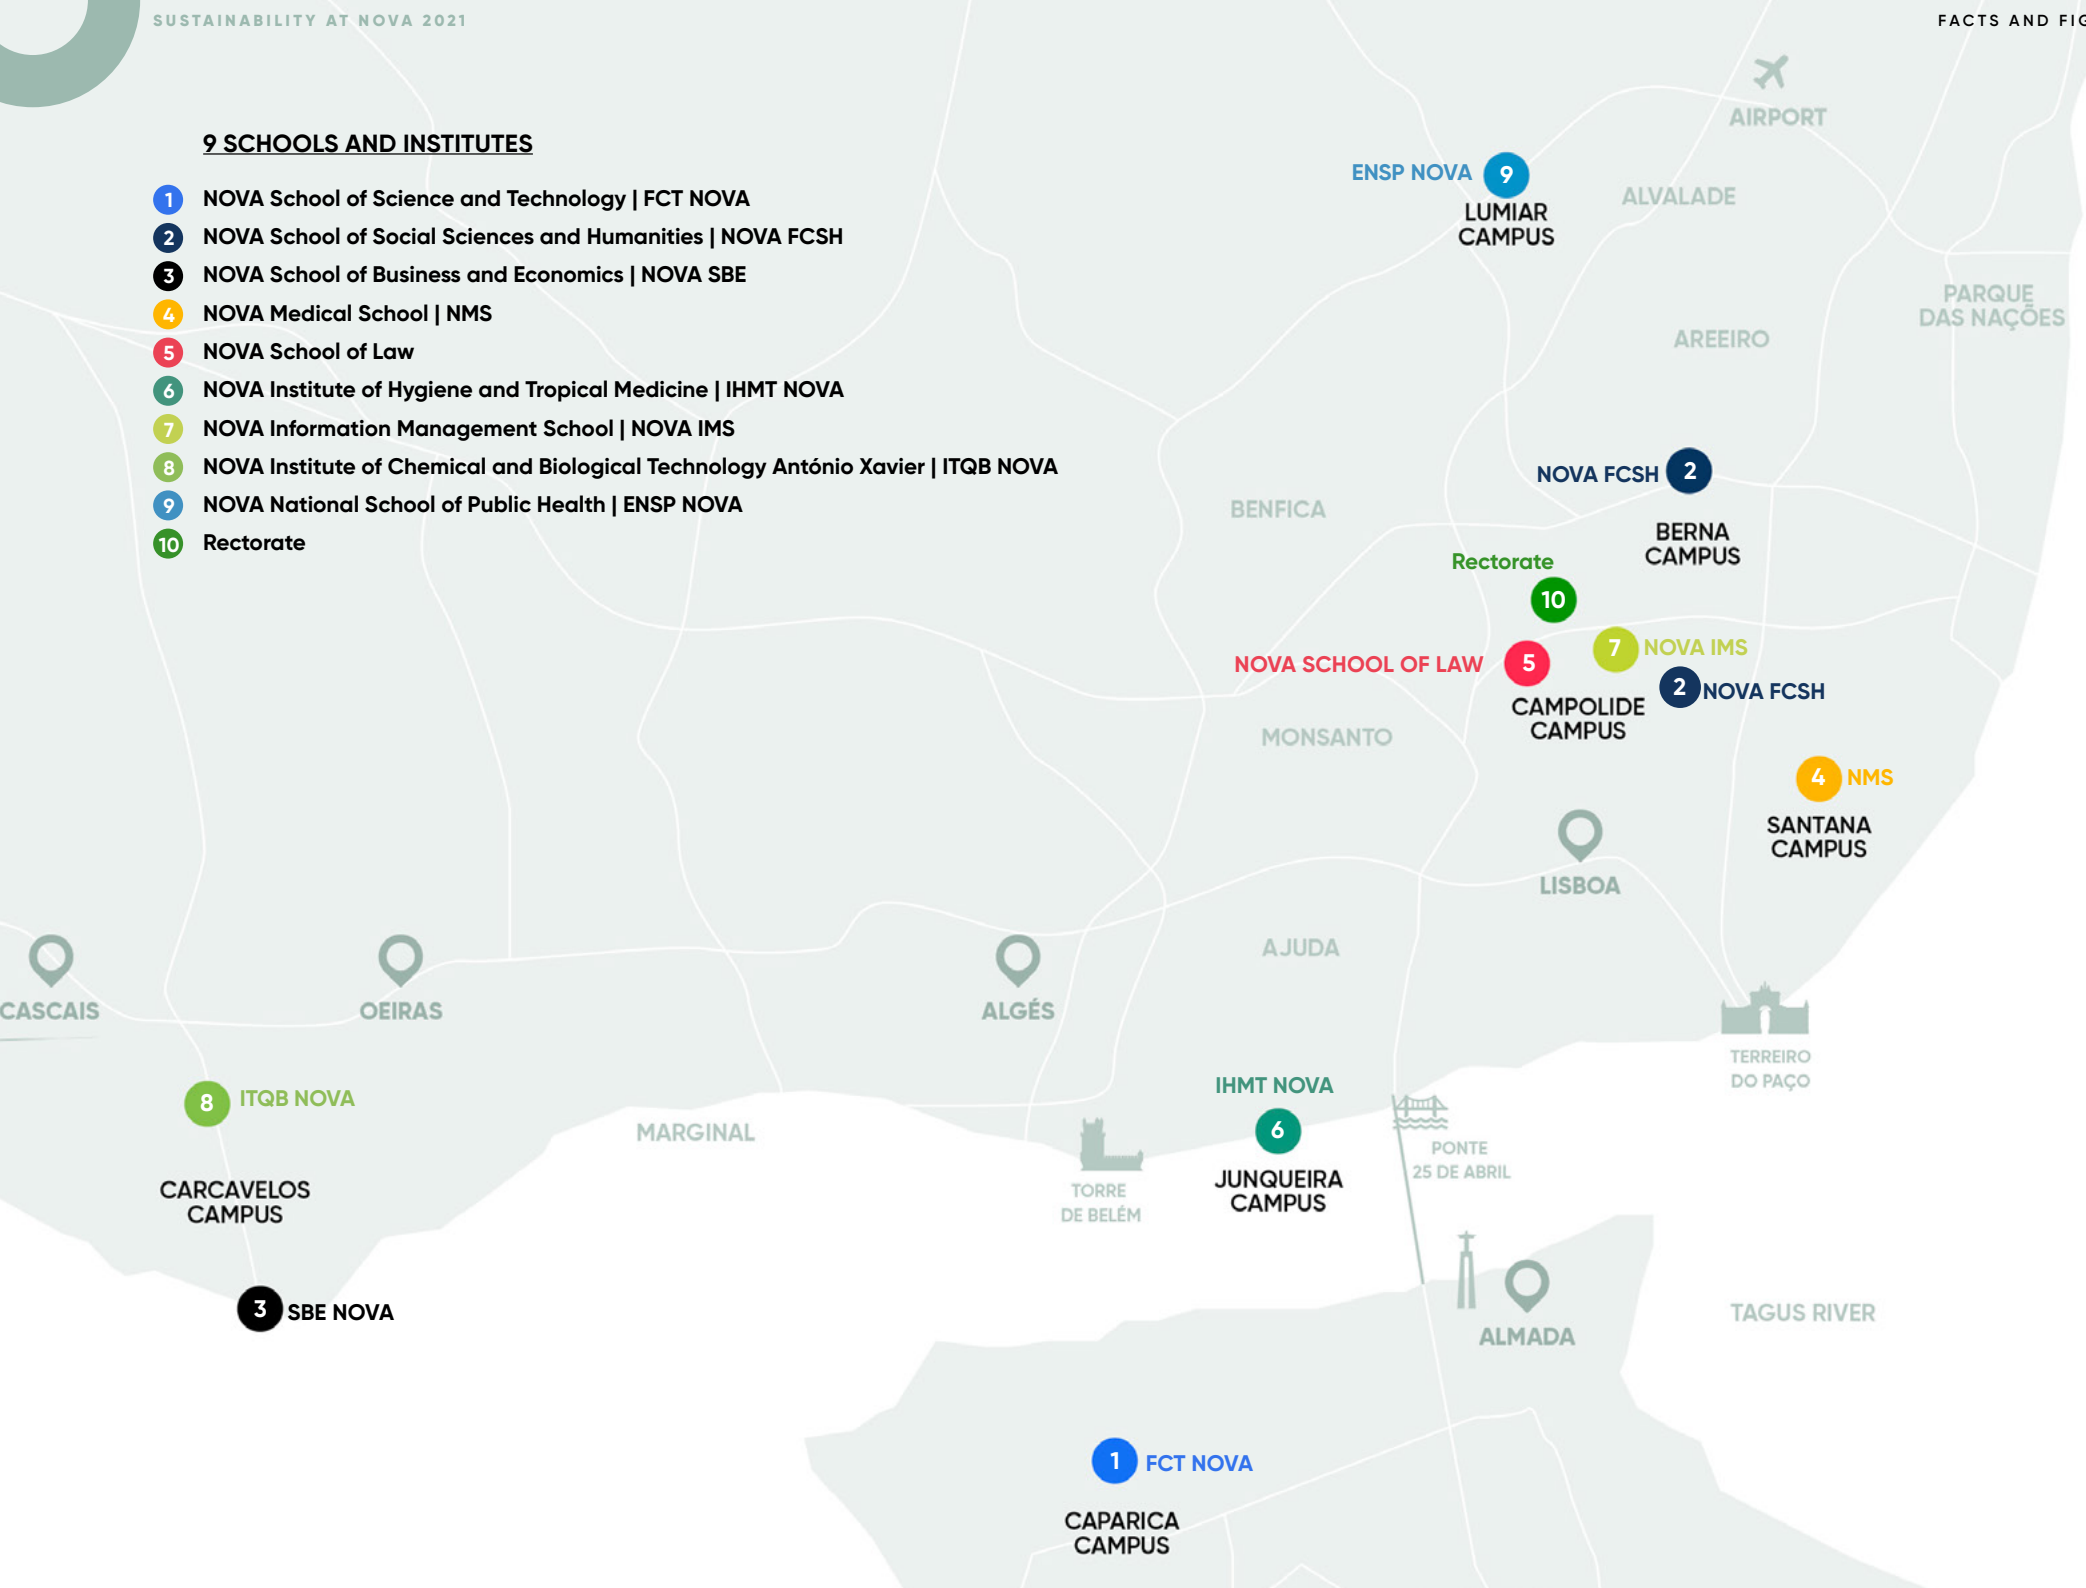 SUSTAINABILITY AT NOVA 2021
FACTS AND FIG
9 SCHOOLS AND INSTITUTES
1 NOVA School of Science and Technology | FCT NOVA
2 NOVA School of Social Sciences and Humanities | NOVA FCSH
3 NOVA School of Business and Economics | NOVA SBE
4 NOVA Medical School | NMS
5 NOVA School of Law
6 NOVA Institute of Hygiene and Tropical Medicine | IHMT NOVA
7 NOVA Information Management School | NOVA IMS
8 NOVA Institute of Chemical and Biological Technology António Xavier | ITQB NOVA
9 NOVA National School of Public Health | ENSP NOVA
10 Rectorate
AIRPORT
ENSP NOVA 9
LUMIAR
CAMPUS
ALVALADE
PARQUE
DAS NAÇÕES
AREEIRO
NOVA FCSH 2
BERNA
CAMPUS
BENFICA
Rectorate
10
NOVA SCHOOL OF LAW 5
7 NOVA IMS
2 NOVA FCSH
CAMPOLIDE
CAMPUS
MONSANTO
4 NMS
SANTANA
CAMPUS
LISBOA
AJUDA
CASCAIS
OEIRAS
ALGÉS
TERREIRO
DO PAÇO
8 ITQB NOVA
CARCAVELOS
CAMPUS
MARGINAL
IHMT NOVA
6
JUNQUEIRA
CAMPUS
TORRE
DE BELÉM
PONTE
25 DE ABRIL
3 SBE NOVA
ALMADA
TAGUS RIVER
1 FCT NOVA
CAPARICA
CAMPUS